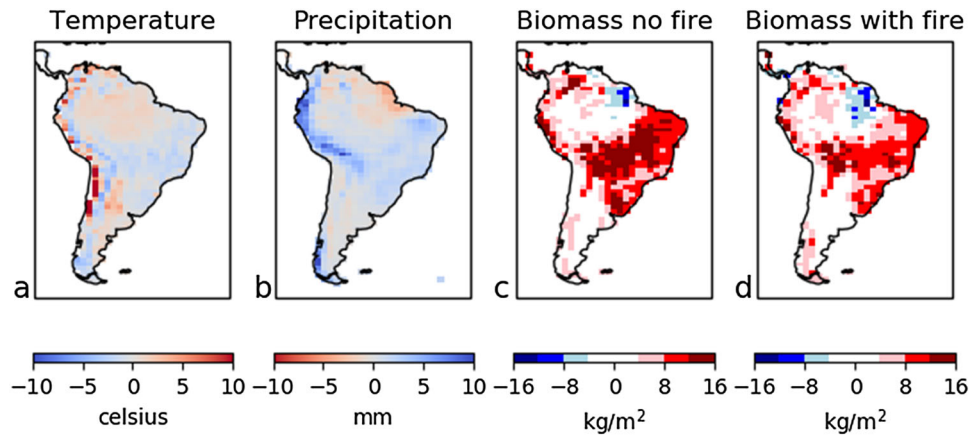 Temperature Precipitation Biomass no fire Biomass with fire
a b c d
−10 −5 0 5 10 −10 −5 0 5 10 −16 −8 0 8 16 −16 −8 0 8 16
celsius mm kg/m² kg/m²